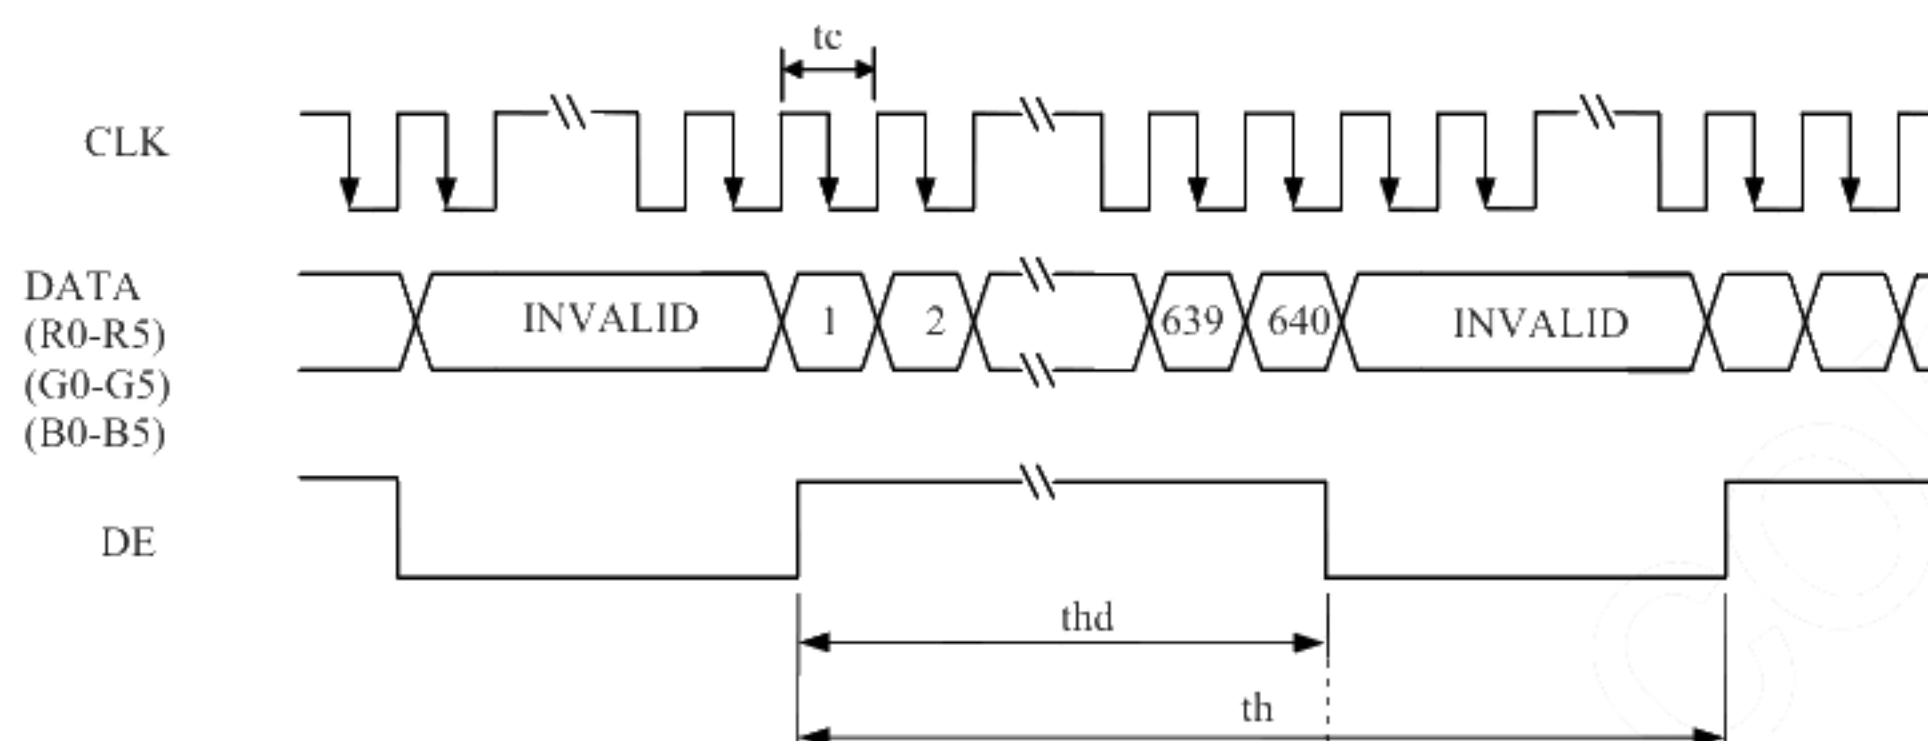 tc
CLK
DATA
(R0-R5)
(G0-G5)
(B0-B5)
INVALID 1 2 639 640 INVALID
DE
thd
th